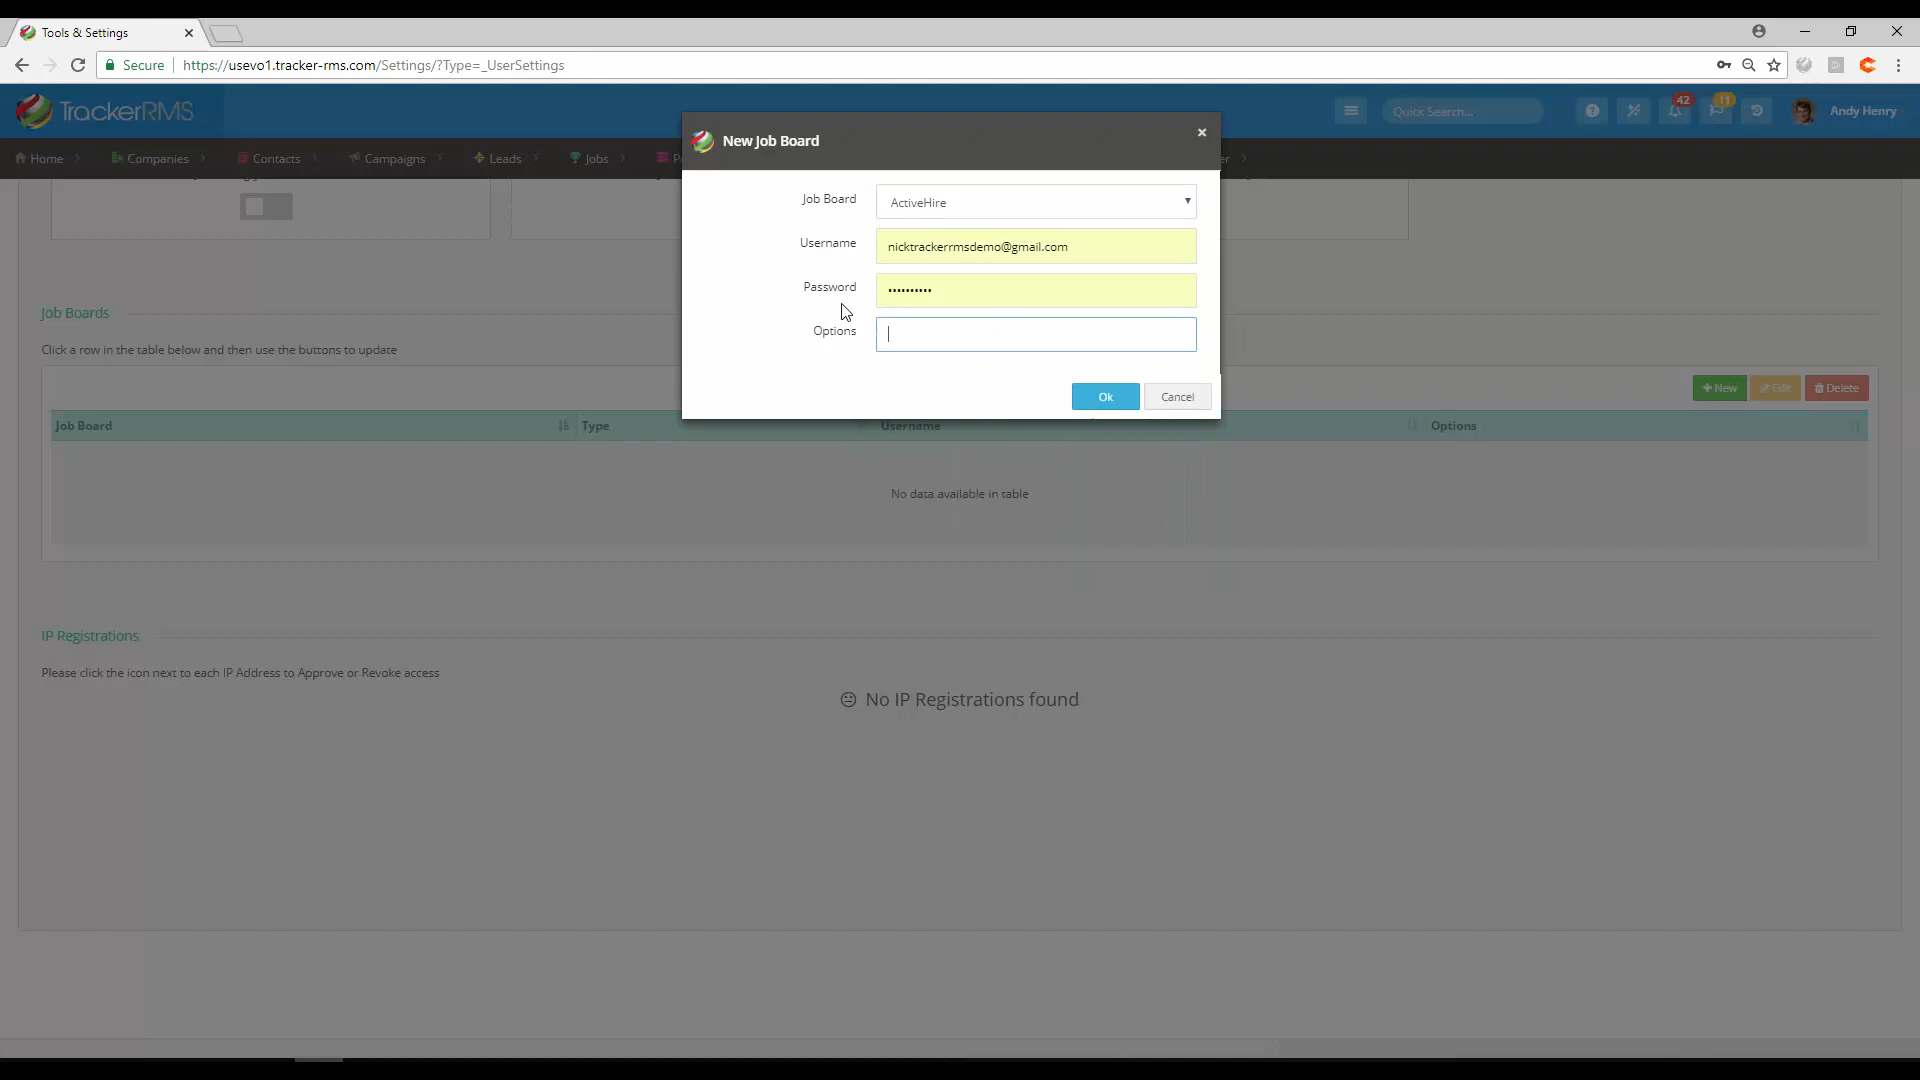 Tools & Settings
Secure https://usevo1.tracker-rms.com/Settings/?Type=_UserSettings
TrackerRMS
Quick Search...
42
11
Andy Henry
Home
Companies
Contacts
Campaigns
Leads
Jobs
New Job Board
Job Board
ActiveHire
Username
nicktrackerrmsdemo@gmail.com
Password
••••••••••
Options
Ok
Cancel
Job Boards
Click a row in the table below and then use the buttons to update
New
Edit
Delete
Job Board Type Username Options
No data available in table
IP Registrations
Please click the icon next to each IP Address to Approve or Revoke access
No IP Registrations found